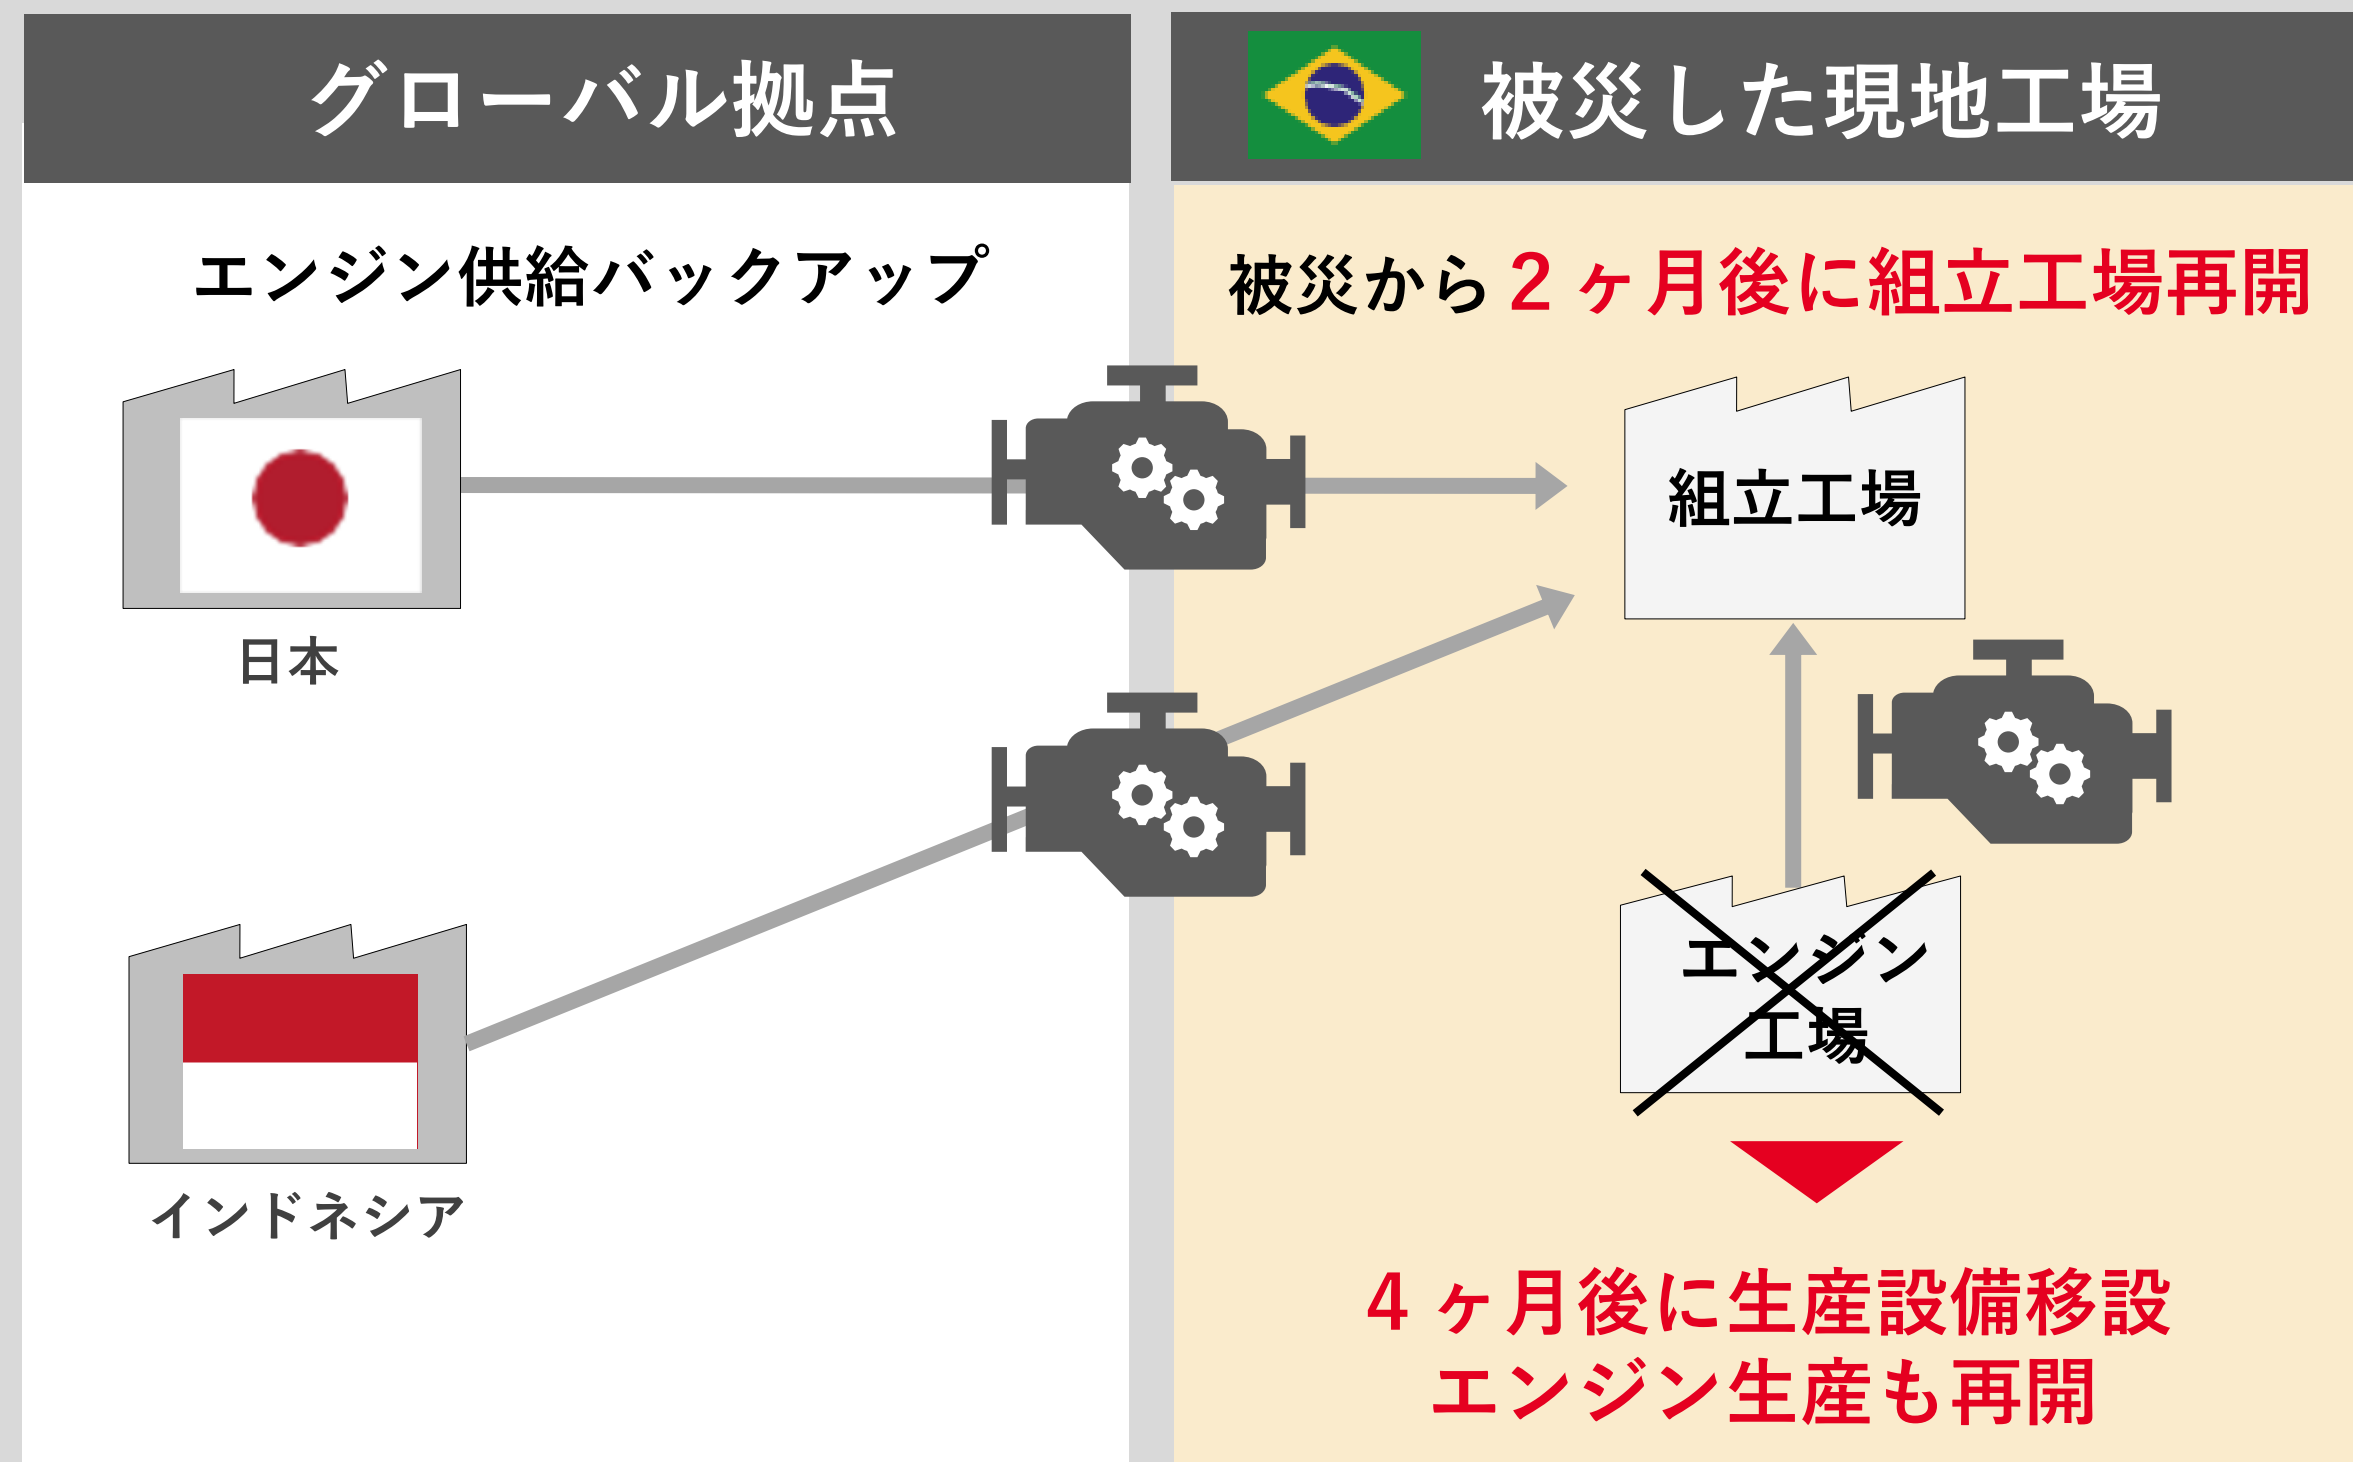 グローバル拠点
エンジン供給バックアップ
日本
インドネシア
被災した現地工場
被災から2ヶ月後に組立工場再開
組立工場
エンジン
工場
4ヶ月後に生産設備移設
エンジン生産も再開